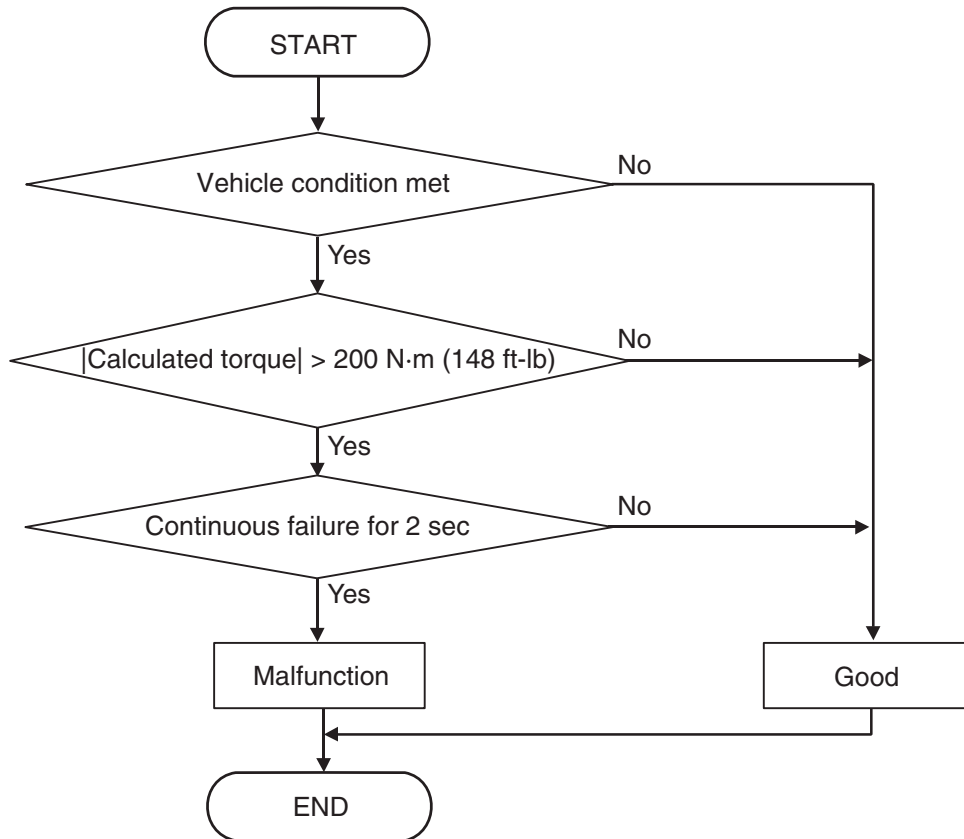 START
Vehicle condition met
No
Yes
|Calculated torque| > 200 N·m (148 ft-lb)
No
Yes
Continuous failure for 2 sec
No
Yes
Malfunction
Good
END